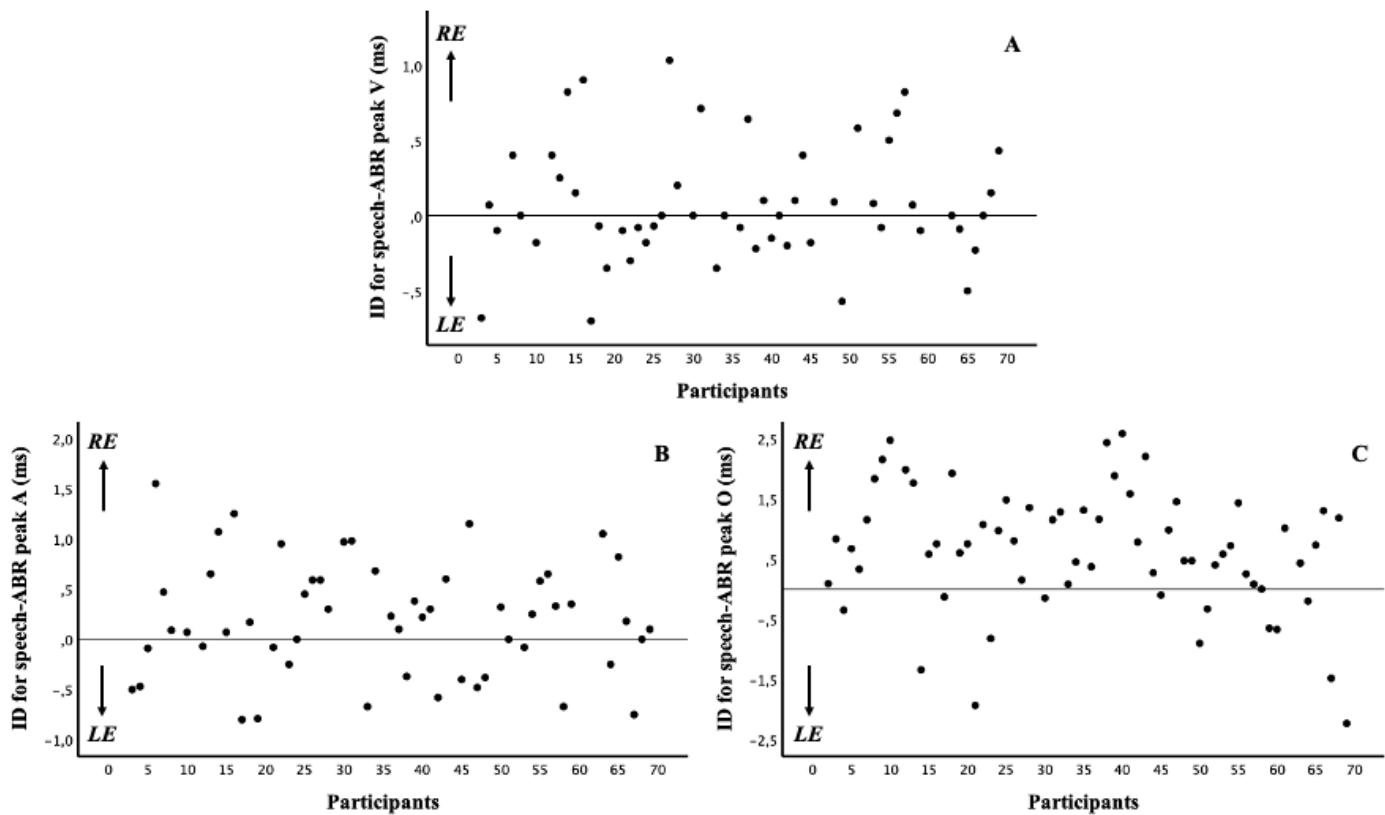 A
RE
LE
ID for speech-ABR peak V (ms)
1,0
,5
,0
−,5
0 5 10 15 20 25 30 35 40 45 50 55 60 65 70
Participants
B
RE
LE
ID for speech-ABR peak A (ms)
2,0
1,5
1,0
,5
,0
−,5
−1,0
0 5 10 15 20 25 30 31 40 45 50 55 60 65 70
Participants
C
RE
LE
ID for speech-ABR peak O (ms)
2,5
1,5
,5
−,5
−1,5
−2,5
0 5 10 15 20 25 30 35 40 45 50 55 60 65 70
Participants